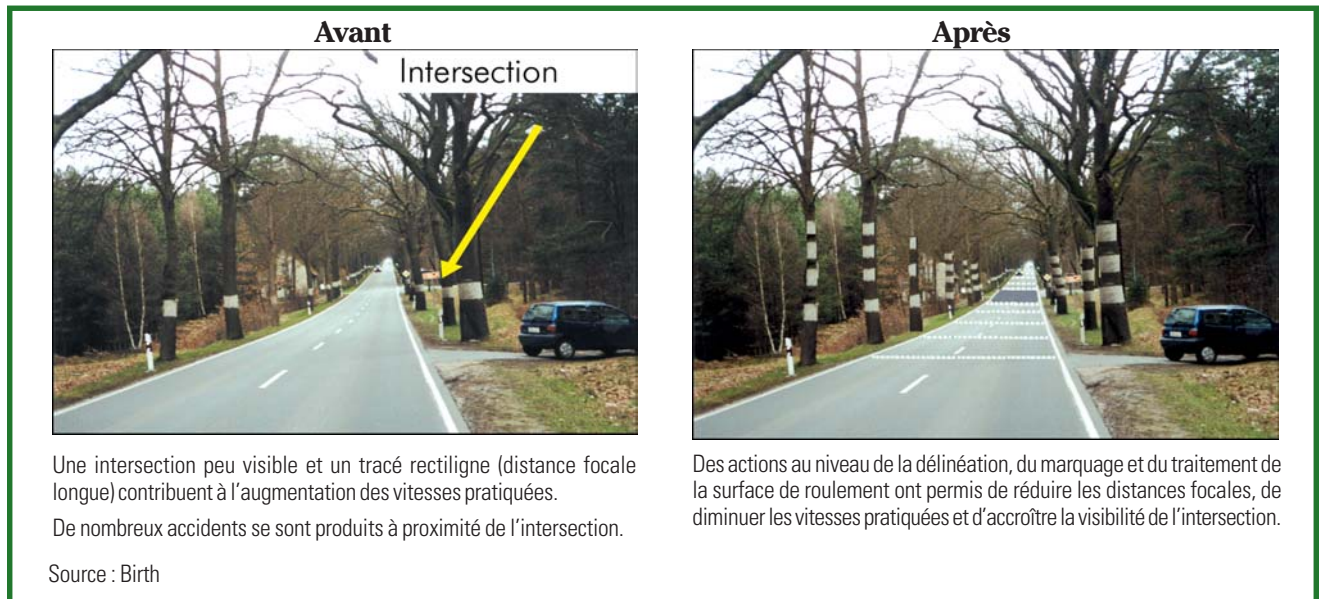 Avant
Intersection
Une intersection peu visible et un tracé rectiligne (distance focale
longue) contribuent à l'augmentation des vitesses pratiquées.
De nombreux accidents se sont produits à proximité de l'intersection.
Source : Birth
Après
Des actions au niveau de la délinéation, du marquage et du traitement de
la surface de roulement ont permis de réduire les distances focales, de
diminuer les vitesses pratiquées et d'accroître la visibilité de l'intersection.